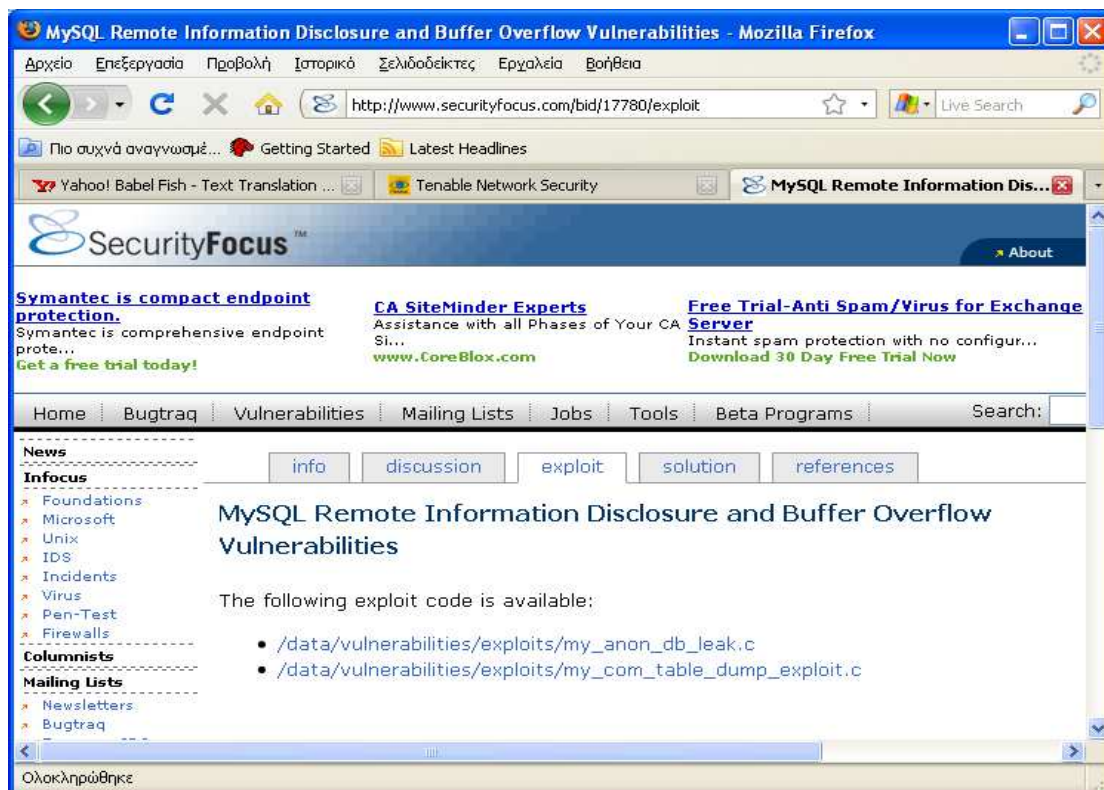 MySQL Remote Information Disclosure and Buffer Overflow Vulnerabilities - Mozilla Firefox
Αρχείο Επεξεργασία Προβολή Ιστορικό Σελιδοδείκτες Εργαλεία Βοήθεια
http://www.securityfocus.com/bid/17780/exploit Live Search
Πιο συχνά αναγνωσμέ... Getting Started Latest Headlines
Yahoo! Babel Fish - Text Translation ... Tenable Network Security MySQL Remote Information Dis...
SecurityFocus ™
About
Symantec is compact endpoint protection.
Symantec is comprehensive endpoint prote...
Get a free trial today!
CA SiteMinder Experts
Assistance with all Phases of Your CA Si...
www.CoreBlox.com
Free Trial-Anti Spam/Virus for Exchange Server
Instant spam protection with no configur...
Download 30 Day Free Trial Now
Home Bugtraq Vulnerabilities Mailing Lists Jobs Tools Beta Programs Search:
News
Infocus
Foundations
Microsoft
Unix
IDS
Incidents
Virus
Pen-Test
Firewalls
Columnists
Mailing Lists
Newsletters
Bugtraq
info discussion exploit solution references
MySQL Remote Information Disclosure and Buffer Overflow
Vulnerabilities
The following exploit code is available:
• /data/vulnerabilities/exploits/my_anon_db_leak.c
• /data/vulnerabilities/exploits/my_com_table_dump_exploit.c
Ολοκληρώθηκε